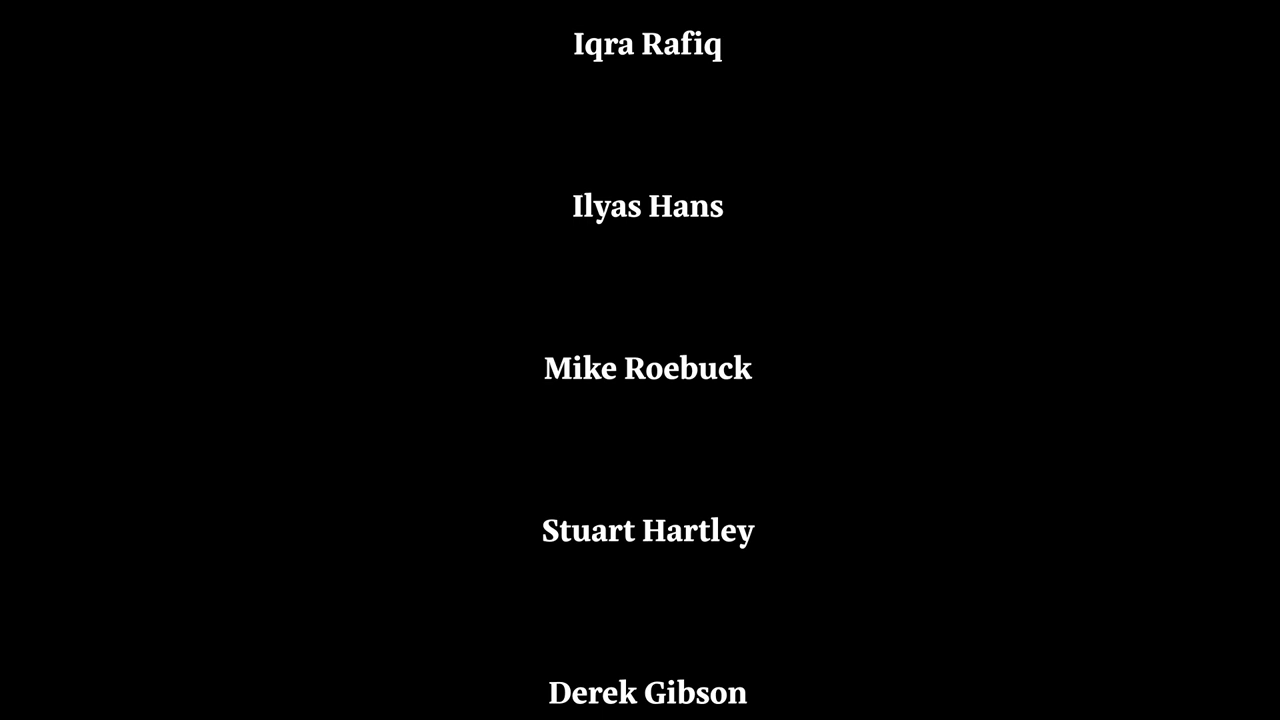 Iqra Rafiq
Ilyas Hans
Mike Roebuck
Stuart Hartley
Derek Gibson